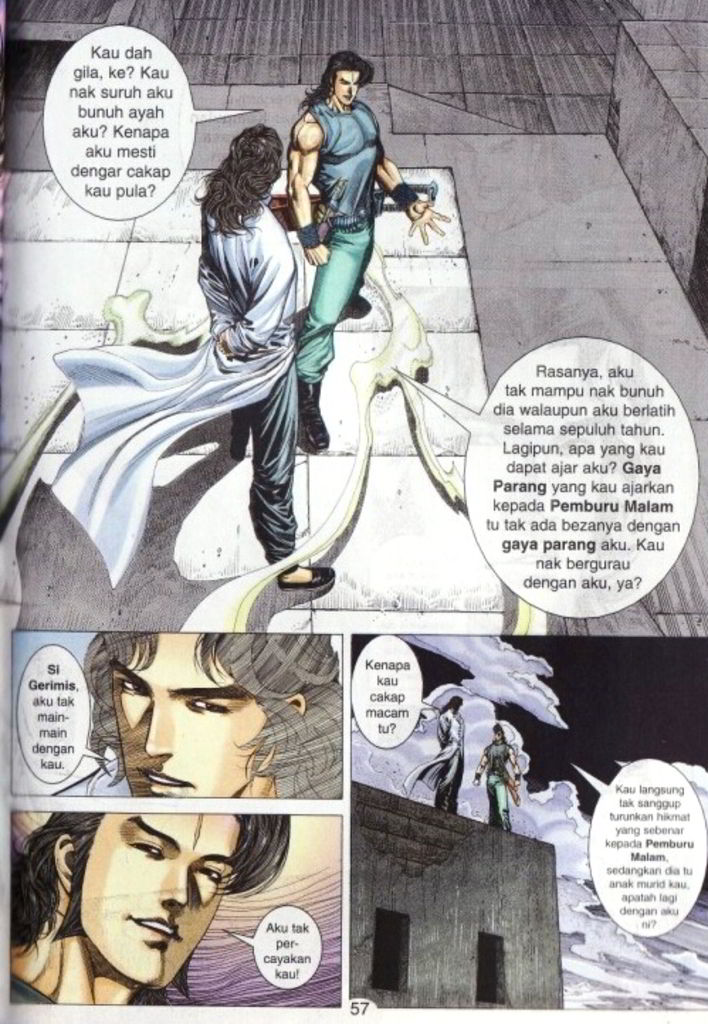 Kau dah
gila, ke? Kau
nak suruh aku
bunuh ayah
aku? Kenapa
aku mesti
dengar cakap
kau pula?
Rasanya, aku
tak mampu nak bunuh
dia walaupun aku berlatih
selama sepuluh tahun.
Lagipun, apa yang kau
dapat ajar aku? Gaya
Parang yang kau ajarkan
kepada Pemburu Malam
tu tak ada bezanya dengan
gaya parang aku. Kau
nak bergurau
dengan aku, ya?
Si
Gerimis,
aku tak
main-
main
dengan
kau.
Aku tak
per-
cayakan
kau!
Kenapa
kau
cakap
macam
tu?
Kau langsung
tak sanggup
turunkan hikmat
yang sebenar
kepada Pemburu
Malam,
sedangkan dia tu
anak murid kau,
apatah lagi
dengan aku
ni?
57